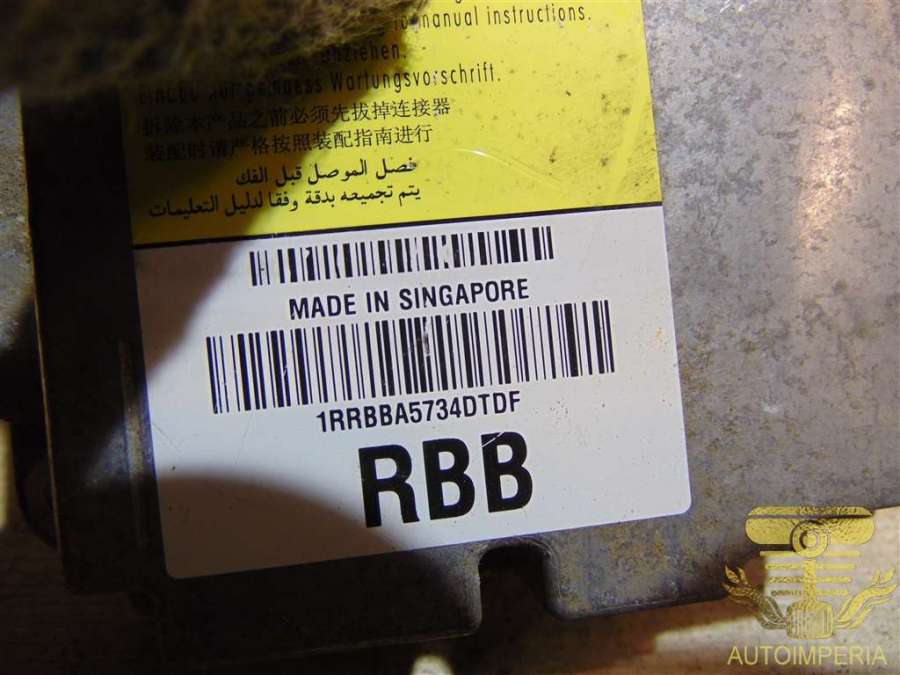 manual instructions.
Wartungsvorschrift.
拆除本产品之前必须先拔掉连接器
装配时请严格按照装配指南进行
فصل الموصل قبل الفك
يتم تجميعه بدقة وفقا لدليل التعليمات
MADE IN SINGAPORE
1RRBBA5734DTDF
RBB
AUTOIMPERIA